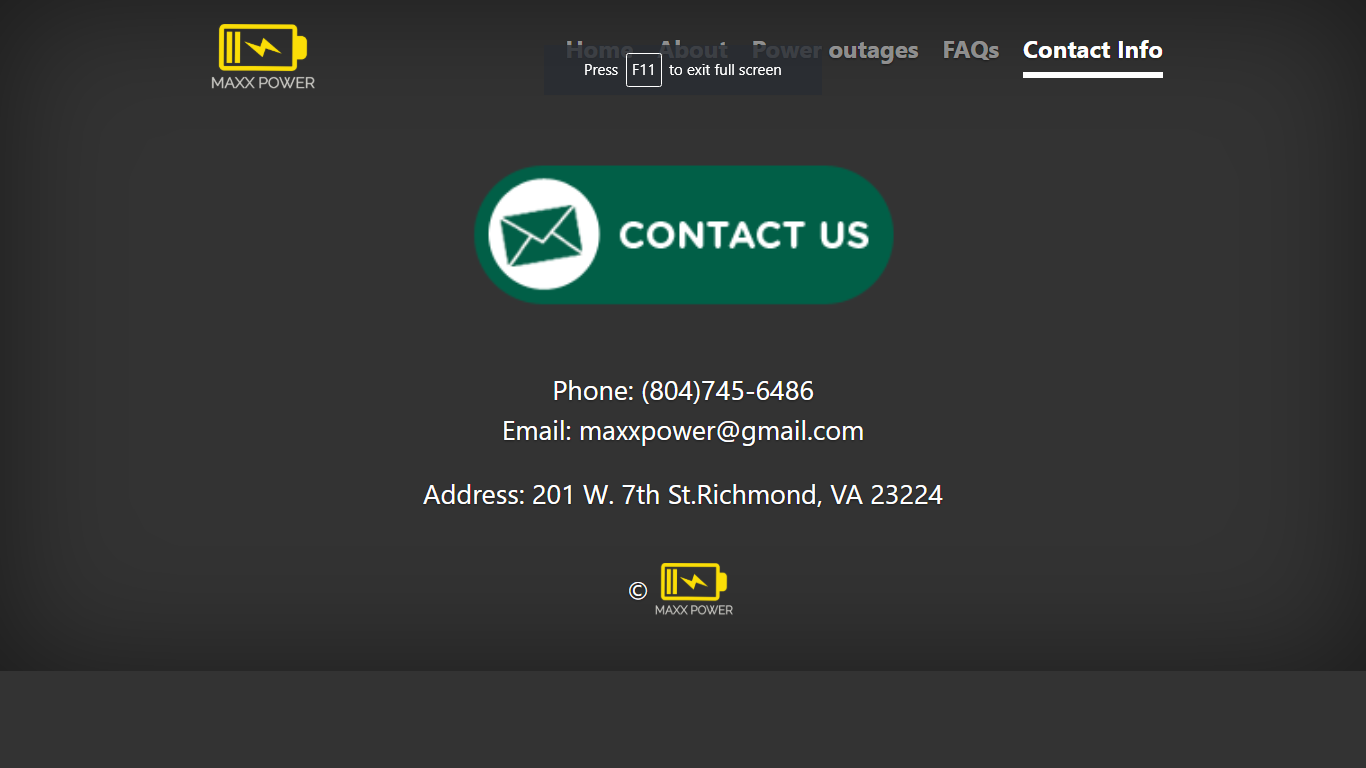 MAXX POWER
Home About Power outages FAQs Contact Info
Press F11 to exit full screen
CONTACT US
Phone: (804)745-6486
Email: maxxpower@gmail.com
Address: 201 W. 7th St.Richmond, VA 23224
©
MAXX POWER